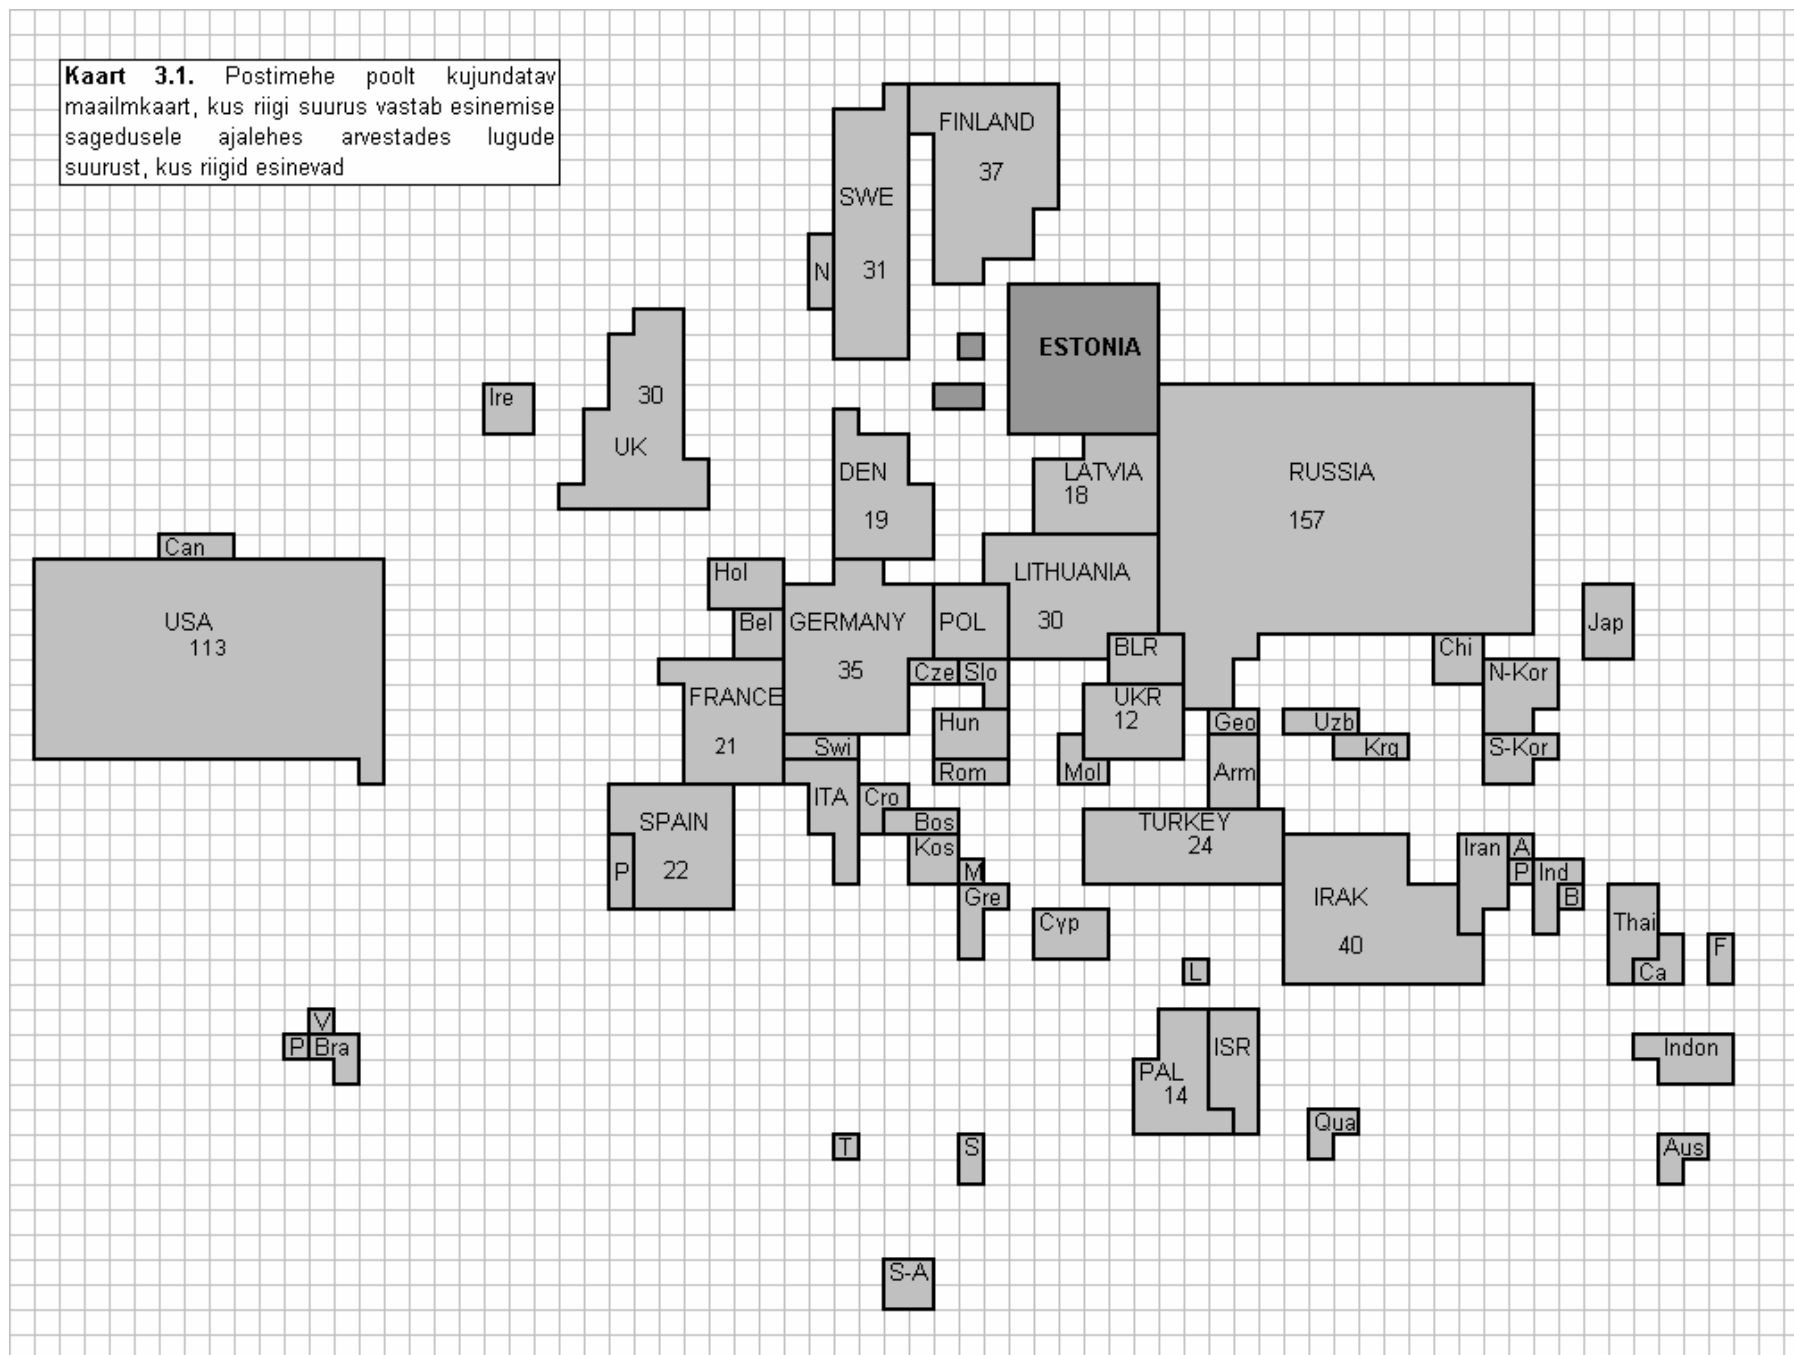 Kaart 3.1. Postimehe poolt kujundatav
maailmkaart, kus riigi suurus vastab esinemise
sagedusele ajalehes arvestades lugude
suurust, kus riigid esinevad
FINLAND
37
SWE
31
N
ESTONIA
Ire
30
UK
DEN
19
LATVIA
18
RUSSIA
157
Can
USA
113
Hol
Bel
GERMANY
35
POL
LITHUANIA
30
BLR
Chi
Jap
Cze
Slo
N-Kor
FRANCE
21
UKR
12
Hun
Geo
Uzb
Swi
Krg
S-Kor
Rom
Mol
Arm
ITA
Cro
SPAIN
22
P
Bos
TURKEY
24
Kos
Iran
A
M
P
Ind
Gre
IRAK
40
B
Cyp
Thai
F
L
Ca
V
P
Bra
ISR
Indon
PAL
14
Qua
T
S
Aus
S-A